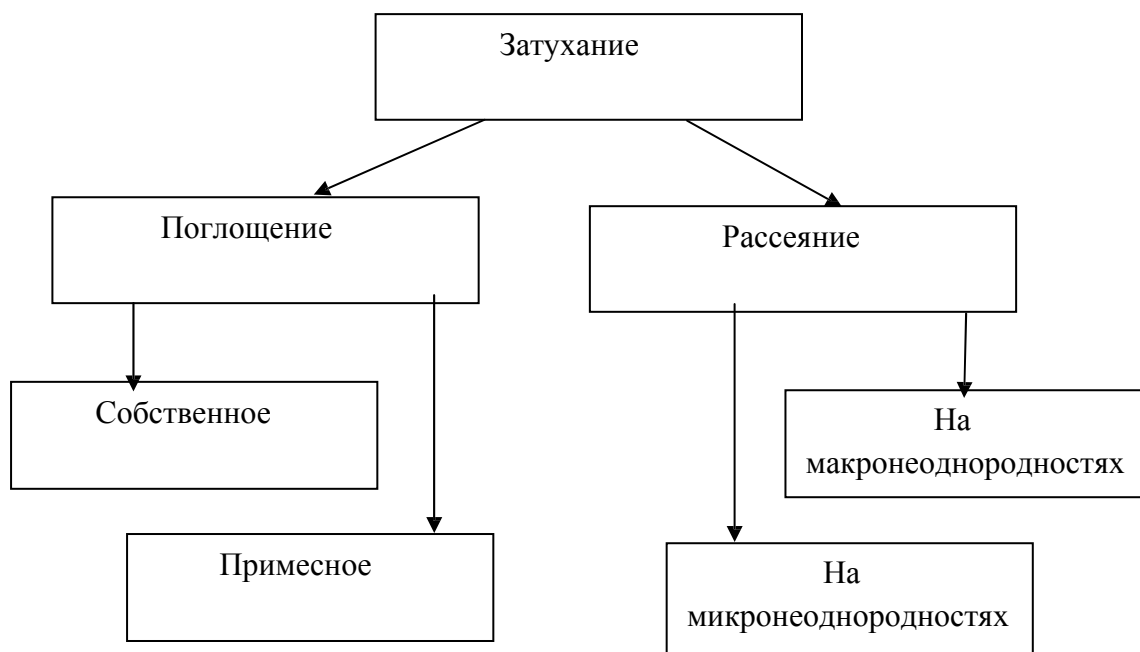 Затухание
Поглощение
Рассеяние
Собственное
На
макронеоднородностях
Примесное
На
микронеоднородностях